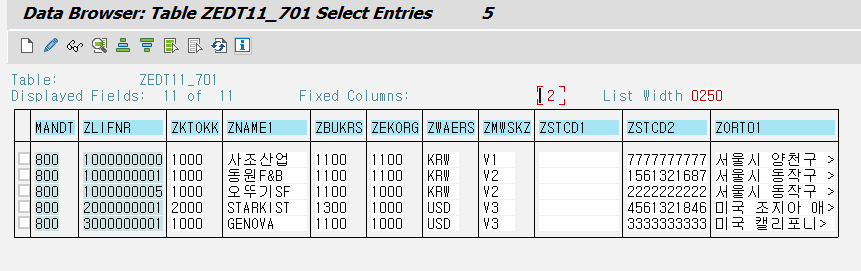 Data Browser: Table ZEDT11_701 Select Entries 5
Table: ZEDT11_701
Displayed Fields: 11 of 11 Fixed Columns: 2 List Width 0250
MANDT ZLIFNR ZKTOKK ZNAME1 ZBUKRS ZEKORG ZWAERS ZMWSKZ ZSTCD1 ZSTCD2 ZORT01
800 1000000000 1000 사조산업 1100 1100 KRW V1 7777777777 서울시 양천구 >
800 1000000001 1000 동원F&B 1100 1100 KRW V2 1561321687 서울시 동작구 >
800 1000000005 1000 오뚜기SF 1100 1000 KRW V2 2222222222 서울시 동작구 >
800 2000000001 2000 STARKIST 1300 1000 USD V3 4561321846 미국 조지아 애>
800 3000000001 1000 GENOVA 1100 1000 USD V3 3333333333 미국 캘리포니>